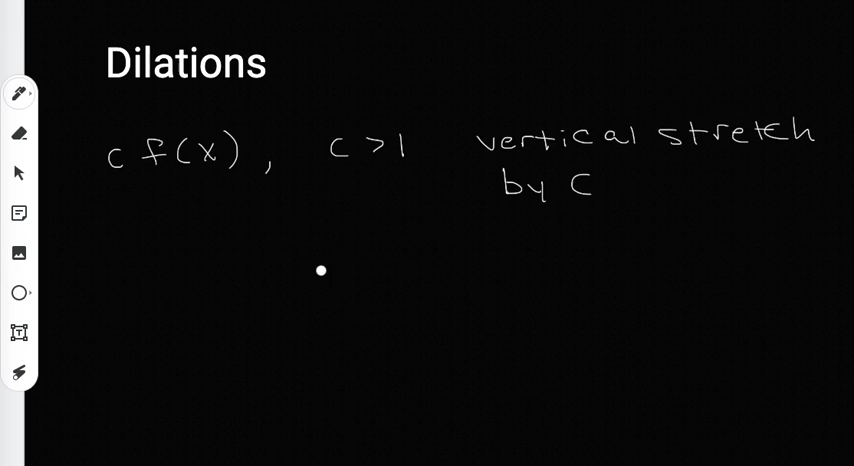 Dilations
c f(x), c > 1 vertical stretch
by c